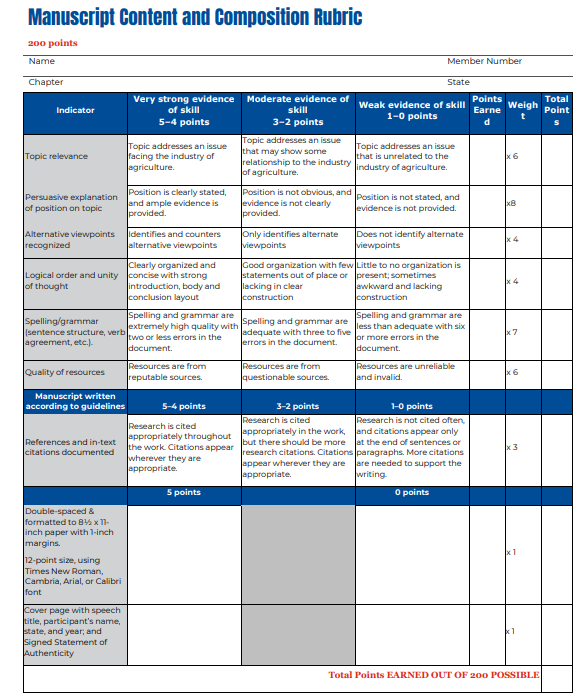 Manuscript Content and Composition Rubric
200 points
Name Member Number
Chapter State
Indicator
Very strong evidence
of skill
5–4 points
Moderate evidence of
skill
3–2 points
Weak evidence of skill
1–0 points
Points
Earne
d
Weigh
t
Total
Point
s
Topic relevance
Topic addresses an issue
facing the industry of
agriculture.
Topic addresses an issue
that may show some
relationship to the industry
of agriculture.
Topic addresses an issue
that is unrelated to the
industry of agriculture.
x 6
Persuasive explanation
of position on topic
Position is clearly stated,
and ample evidence is
provided.
Position is not obvious, and
evidence is not clearly
provided.
Position is not stated, and
evidence is not provided.
x8
Alternative viewpoints
recognized
Identifies and counters
alternative viewpoints
Only identifies alternate
viewpoints
Does not identify alternate
viewpoints
x 4
Logical order and unity
of thought
Clearly organized and
concise with strong
introduction, body and
conclusion layout
Good organization with few
statements out of place or
lacking in clear
construction
Little to no organization is
present; sometimes
awkward and lacking
construction
x 4
Spelling/grammar
(sentence structure, verb
agreement, etc.).
Spelling and grammar are
extremely high quality with
two or less errors in the
document.
Spelling and grammar are
adequate with three to five
errors in the document.
Spelling and grammar are
less than adequate with six
or more errors in the
document.
x 7
Quality of resources
Resources are from
reputable sources.
Resources are from
questionable sources.
Resources are unreliable
and invalid.
x 6
Manuscript written
according to guidelines
5–4 points
3–2 points
1–0 points
References and in-text
citations documented
Research is cited
appropriately throughout
the work. Citations appear
wherever they are
appropriate.
Research is cited
appropriately in the work,
but there should be more
research citations. Citations
appear wherever they are
appropriate.
Research is not cited often,
and citations appear only
at the end of sentences or
paragraphs. More citations
are needed to support the
writing.
x 3
5 points
0 points
Double-spaced &
formatted to 8½ x 11-
inch paper with 1-inch
margins.
12-point size, using
Times New Roman,
Cambria, Arial, or Calibri
font
x 1
Cover page with speech
title, participant's name,
state, and year; and
Signed Statement of
Authenticity
x 1
Total Points EARNED OUT OF 200 POSSIBLE